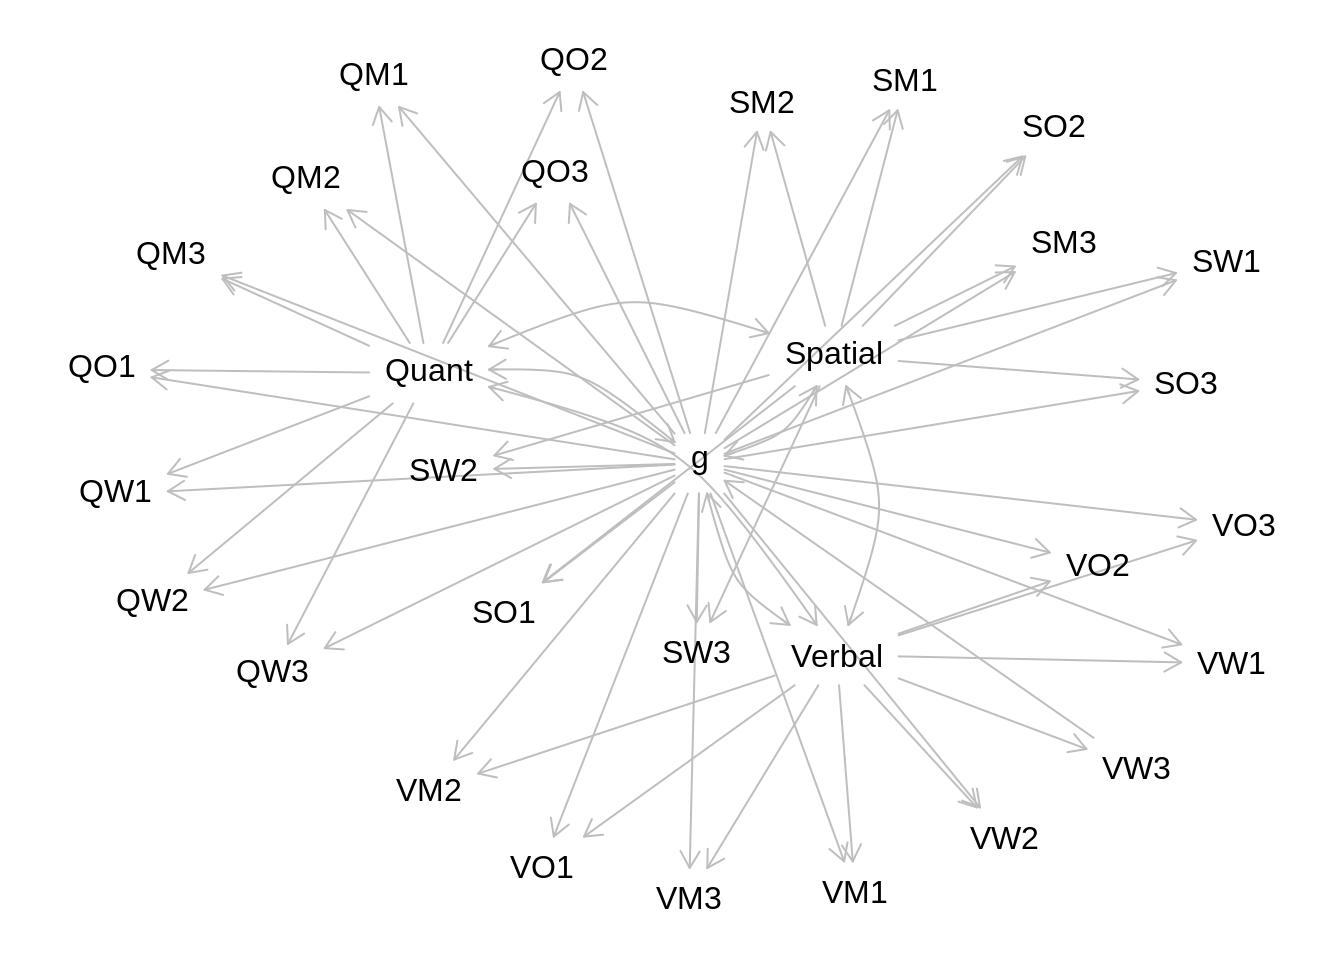 QO2
QM1
SM1
SM2
SO2
QO3
QM2
SM3
QM3
SW1
Spatial
QO1
Quant
SO3
g
SW2
QW1
VO3
VO2
QW2
SO1
SW3
Verbal
VW1
QW3
VW3
VM2
VW2
VO1
VM1
VM3